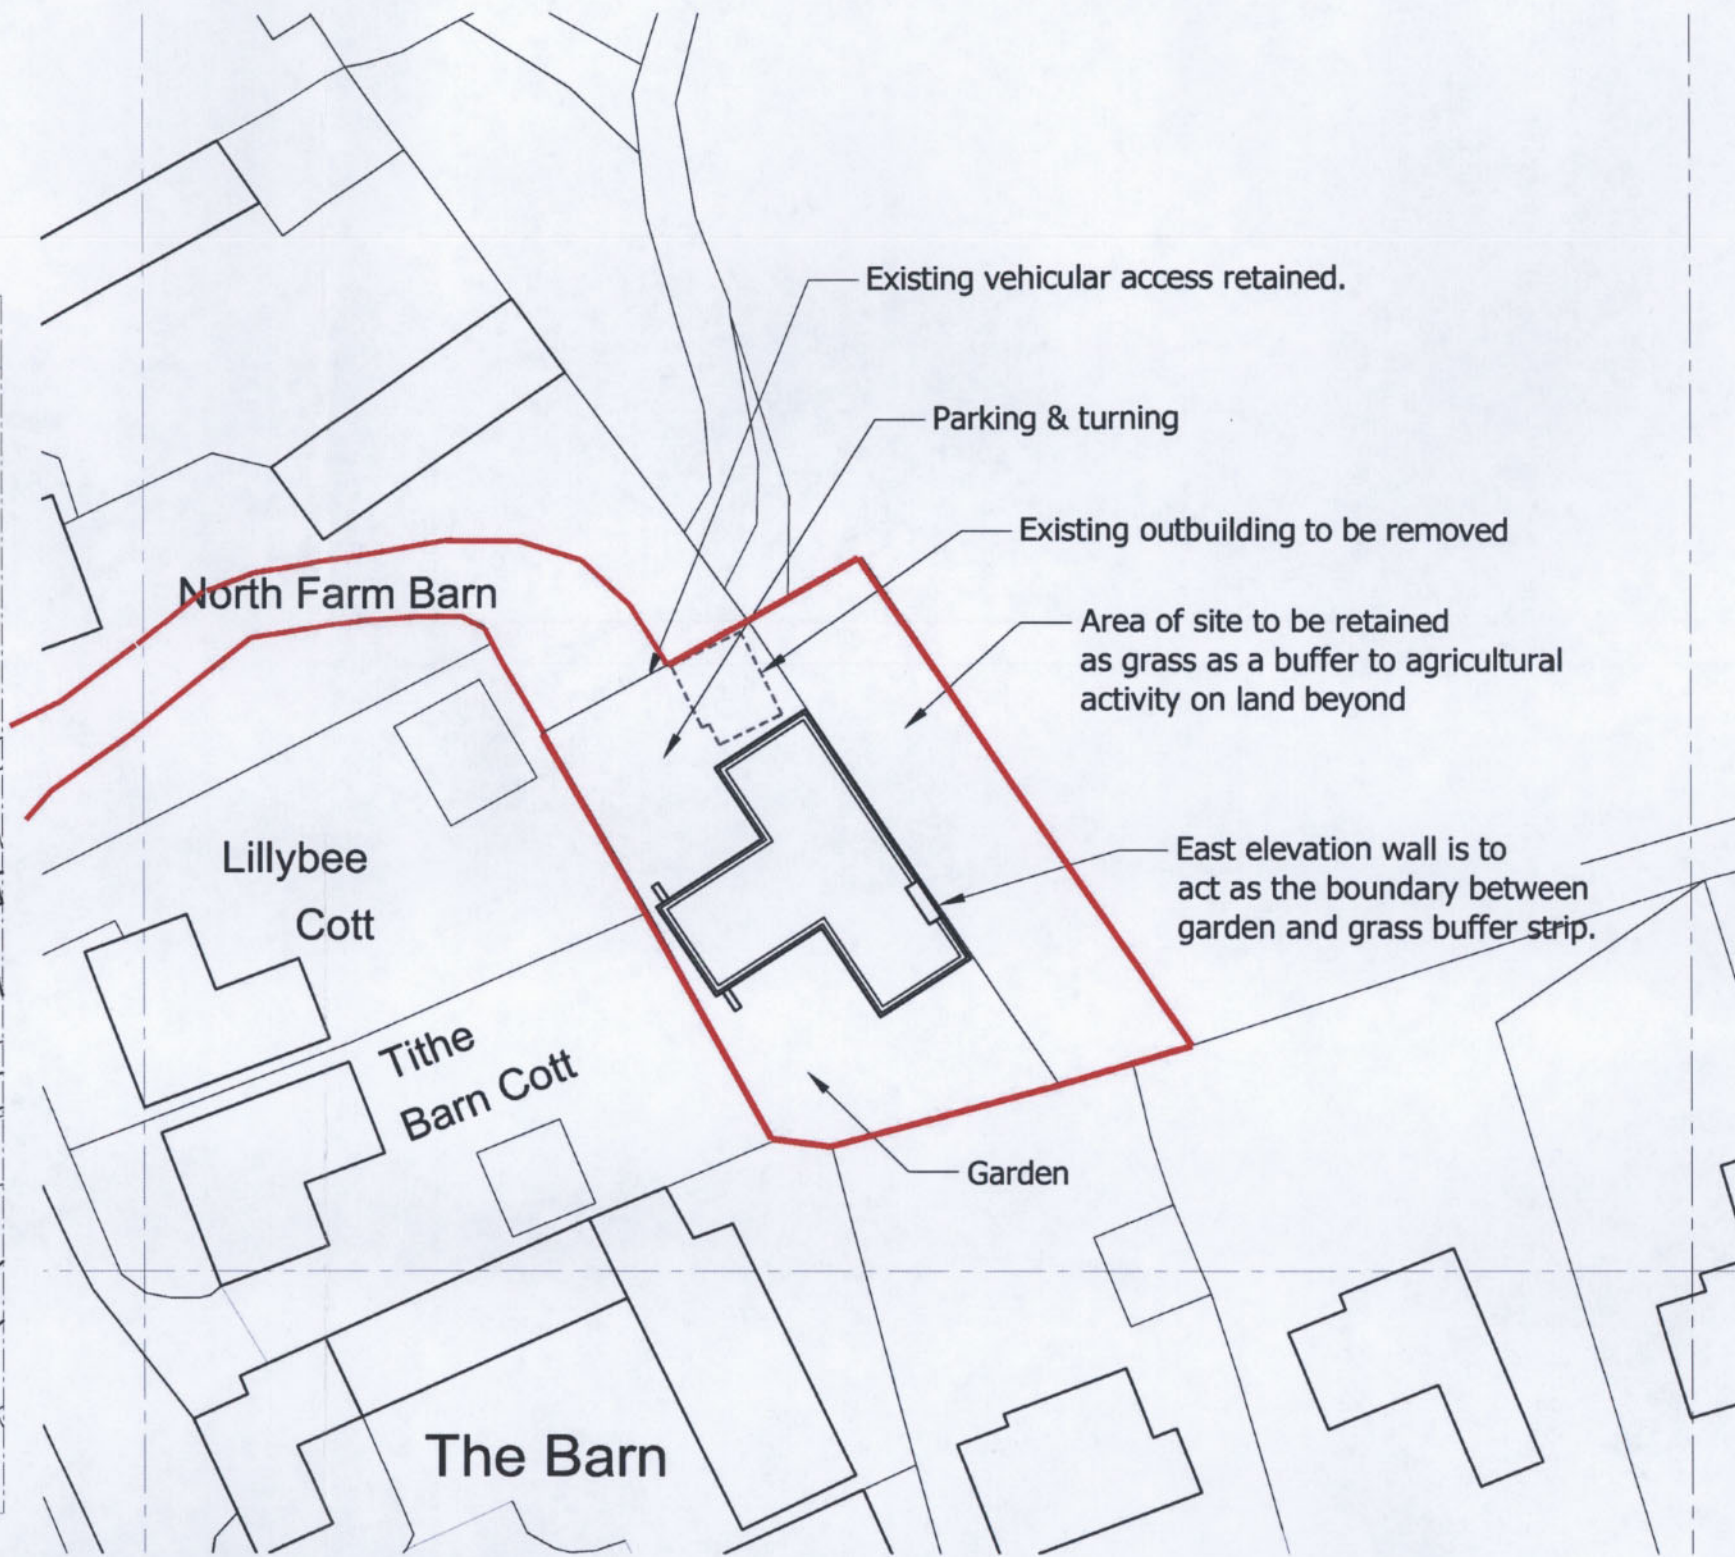 Existing vehicular access retained.
Parking & turning
Existing outbuilding to be removed
North Farm Barn
Area of site to be retained
as grass as a buffer to agricultural
activity on land beyond
Lillybee
Cott
East elevation wall is to
act as the boundary between
garden and grass buffer strip.
Tithe
Barn Cott
Garden
The Barn